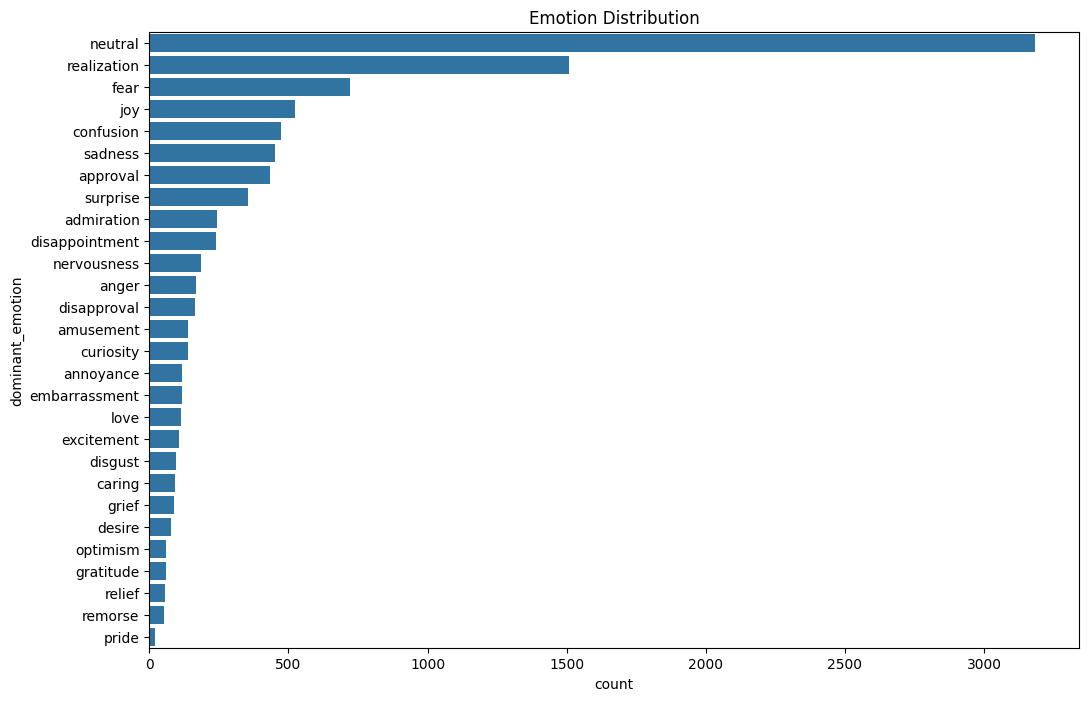 Emotion Distribution
neutral
realization
fear
joy
confusion
sadness
approval
surprise
admiration
disappointment
nervousness
anger
disapproval
amusement
curiosity
annoyance
embarrassment
love
excitement
disgust
caring
grief
desire
optimism
gratitude
relief
remorse
pride
dominant_emotion
0 500 1000 1500 2000 2500 3000
count